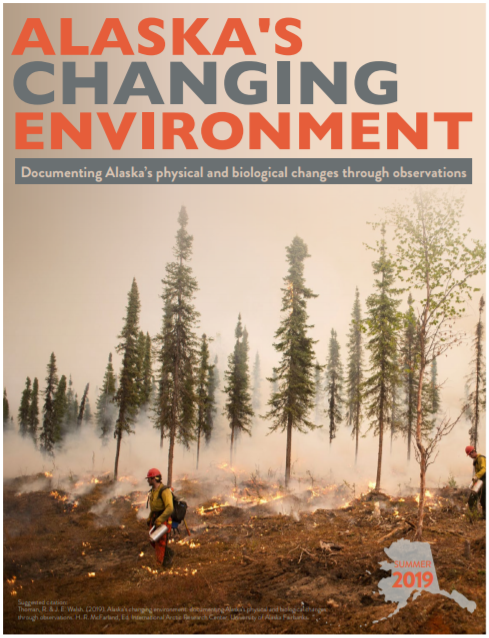 ALASKA'S
CHANGING
ENVIRONMENT
Documenting Alaska's physical and biological changes through observations
SUMMER
2019
Suggested citation:
Thoman, R. & J. E. Walsh. (2019). Alaska's changing environment: documenting Alaska's physical and biological changes
through observations. H. R. McFarland, Ed. International Arctic Research Center, University of Alaska Fairbanks.